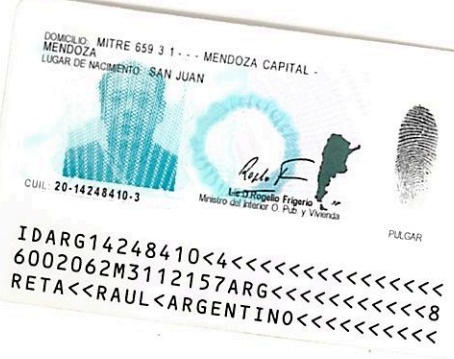 DOMICILIO: MITRE 659 3 1 - - - MENDOZA CAPITAL -
MENDOZA
LUGAR DE NACIMIENTO: SAN JUAN
CUIL: 20-14248410-3
Lic D Rogelio Frigerio
Ministro del Interior O. Pub. y Vivienda
PULGAR
IDARG14248410<4<<<<<<<<<<<<<<<
6002062M3112157ARG<<<<<<<<<<<8
RETA<<RAUL<ARGENTINO<<<<<<<<<<